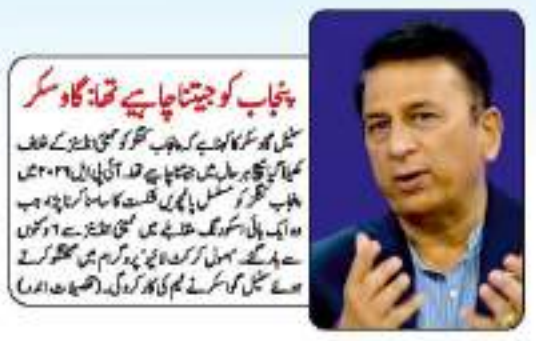 پنجاب کو جیتنا چاہیے تھا: گاوسکر
سنیل گاوسکر کا کہنا ہے کہ پنجاب کنگز کو ممبئی انڈینز کے خلاف
کھیلا گیا میچ ہر حال میں جیتنا چاہیے تھا۔ آئی پی ایل ۲۰۲۶ میں
پنجاب کنگز کو مسلسل پانچویں شکست کا سامنا کرنا پڑا، جب
وہ ایک ہائی اسکورنگ مقابلے میں ممبئی انڈینز سے ۶ وکٹوں
سے ہار گئے۔ کرکٹ لائیو‘ پروگرام میں گفتگو کرتے
ہوئے سنیل گواسکر نے ٹیم کی کارکردگی۔ (تفصیلات اندر)